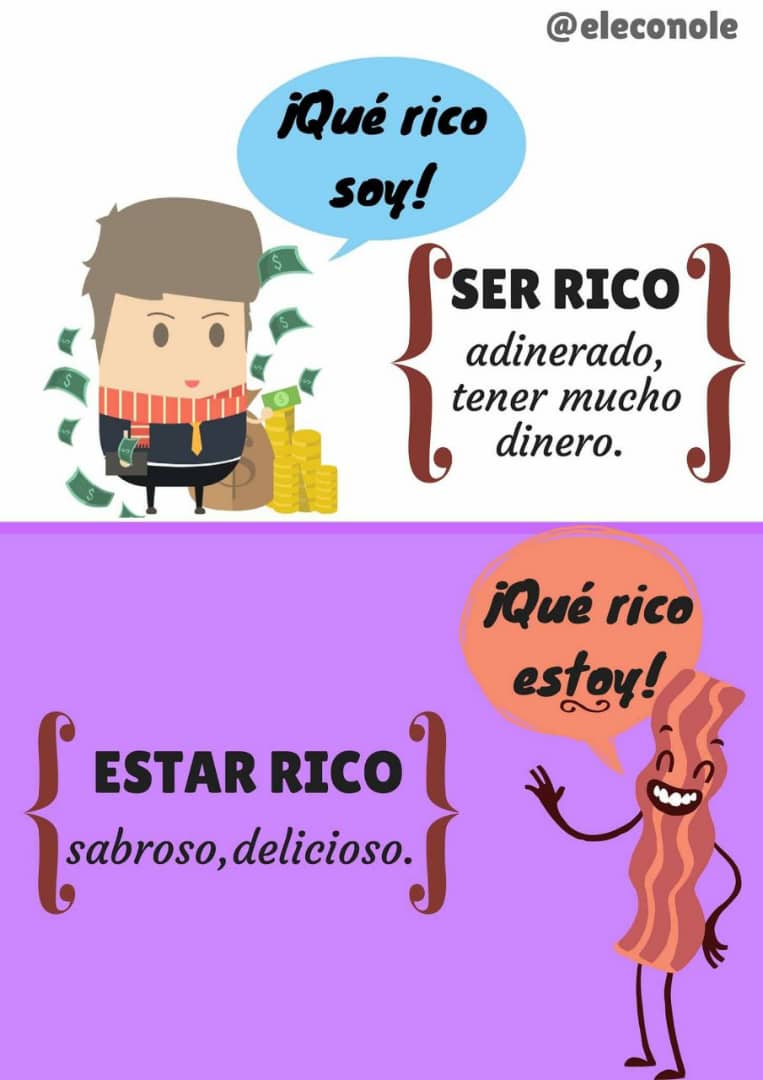 @eleconole
¡Qué rico
soy!
SER RICO
adinerado,
tener mucho
dinero.
¡Qué rico
estoy!
ESTAR RICO
sabroso,delicioso.